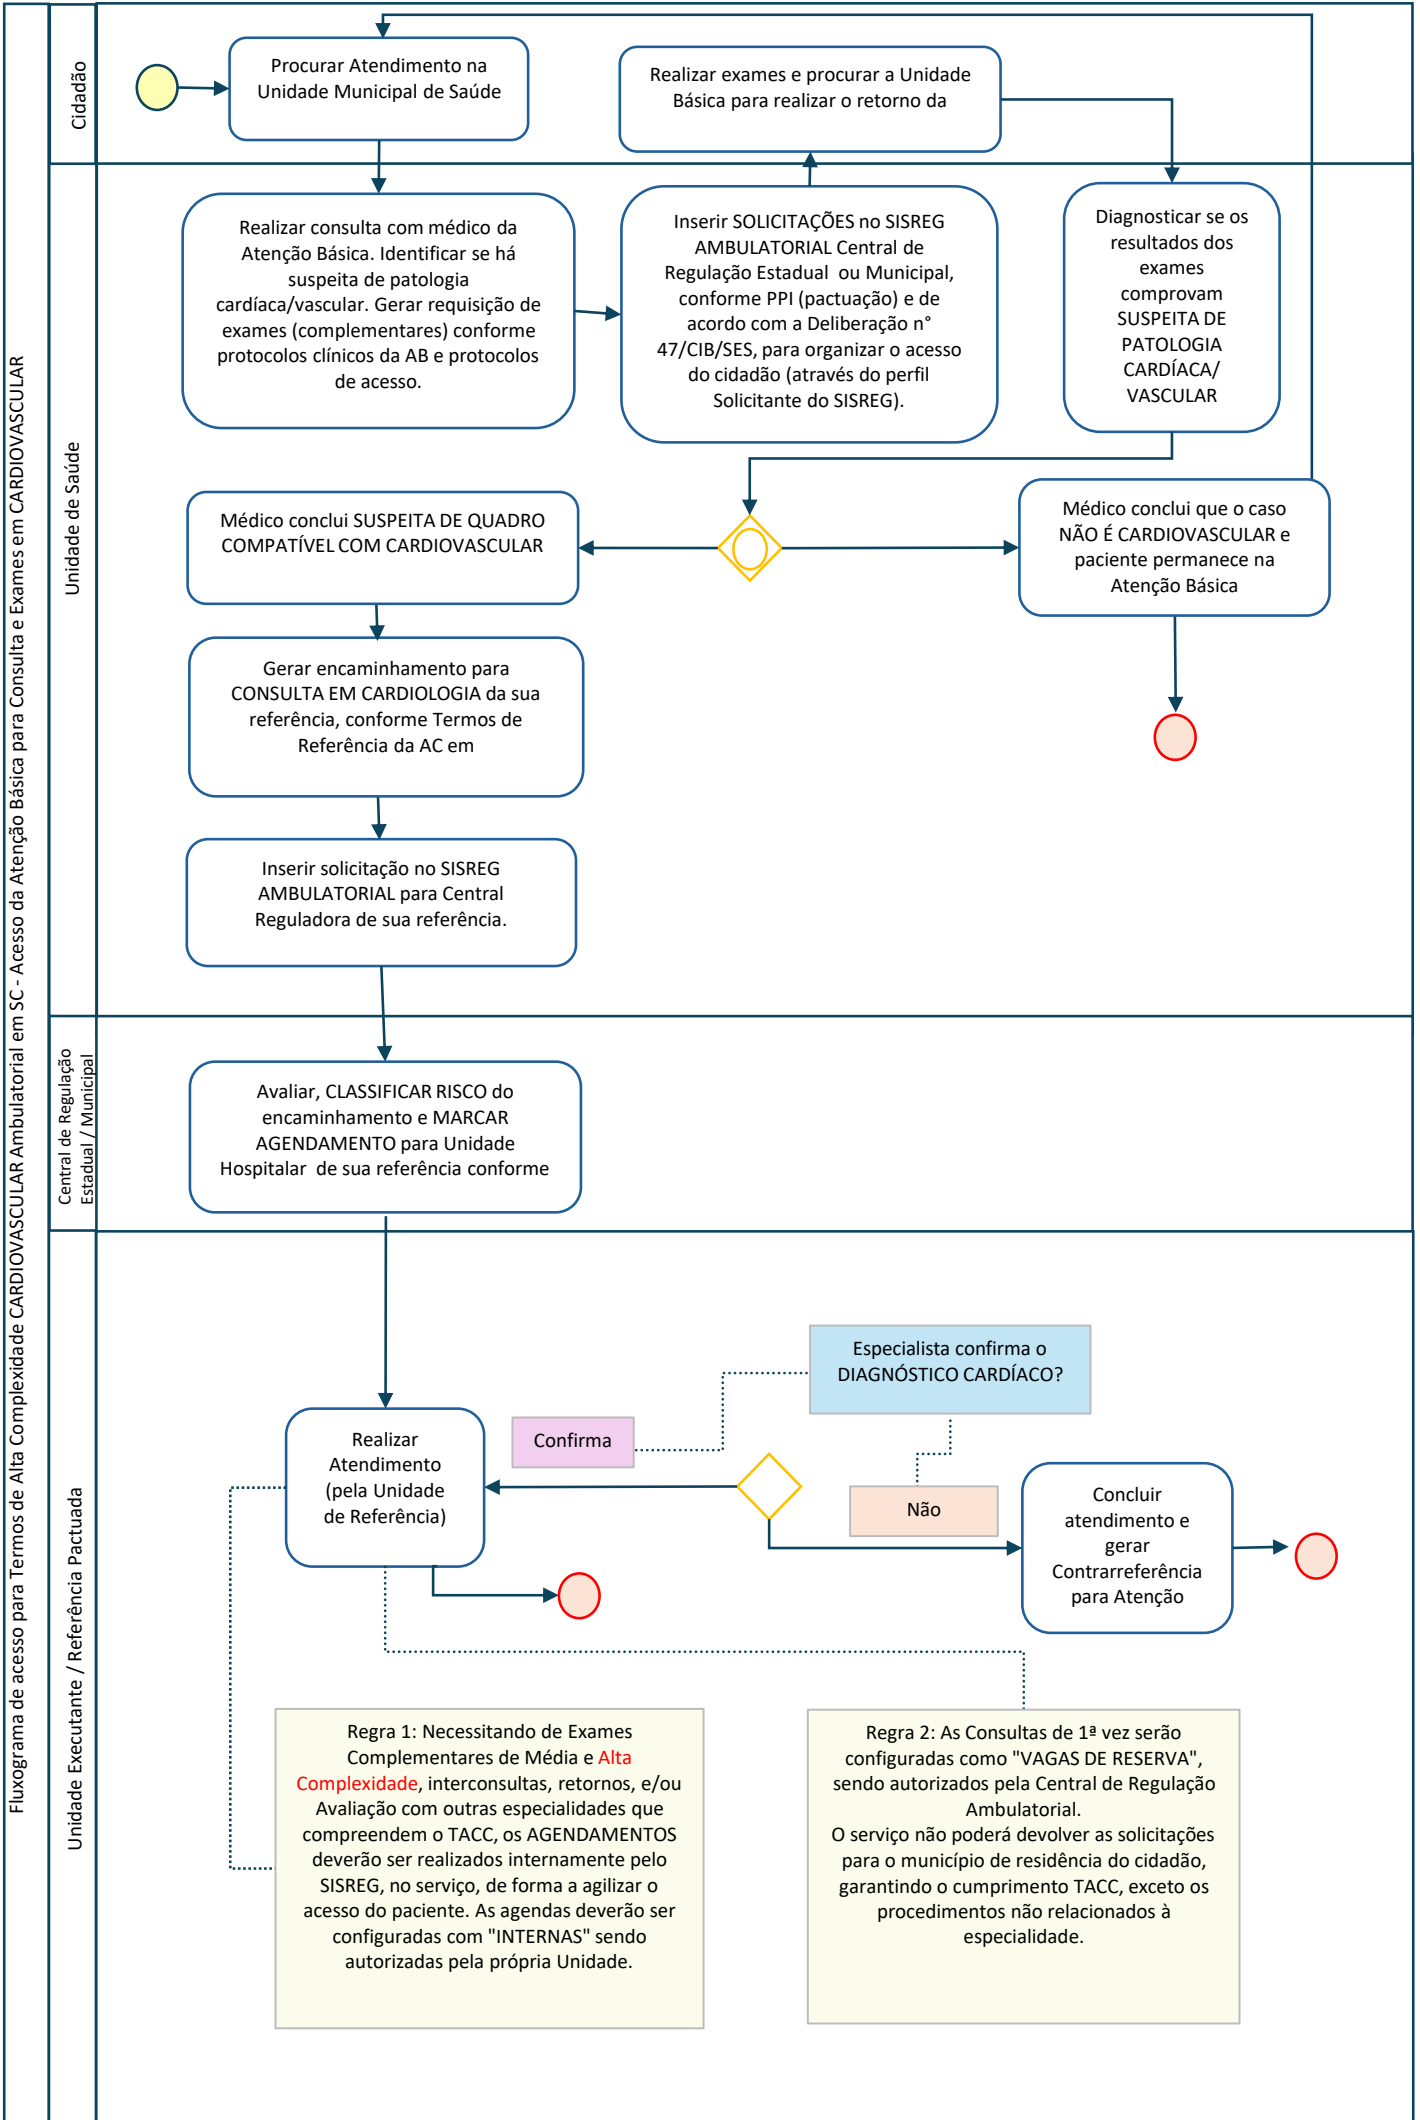 Fluxograma de acesso para Termos de Alta Complexidade CARDIOVASCULAR Ambulatorial em SC - Acesso da Atenção Básica para Consulta e Exames em CARDIOVASCULAR
Cidadão
Procurar Atendimento na
Unidade Municipal de Saúde
Realizar exames e procurar a Unidade
Básica para realizar o retorno da
Unidade de Saúde
Realizar consulta com médico da
Atenção Básica. Identificar se há
suspeita de patologia
cardíaca/vascular. Gerar requisição de
exames (complementares) conforme
protocolos clínicos da AB e protocolos
de acesso.
Inserir SOLICITAÇÕES no SISREG
AMBULATORIAL Central de
Regulação Estadual ou Municipal,
conforme PPI (pactuação) e de
acordo com a Deliberação n°
47/CIB/SES, para organizar o acesso
do cidadão (através do perfil
Solicitante do SISREG).
Diagnosticar se os
resultados dos
exames
comprovam
SUSPEITA DE
PATOLOGIA
CARDÍACA/
VASCULAR
Médico conclui SUSPEITA DE QUADRO
COMPATÍVEL COM CARDIOVASCULAR
Médico conclui que o caso
NÃO É CARDIOVASCULAR e
paciente permanece na
Atenção Básica
Gerar encaminhamento para
CONSULTA EM CARDIOLOGIA da sua
referência, conforme Termos de
Referência da AC em
Inserir solicitação no SISREG
AMBULATORIAL para Central
Reguladora de sua referência.
Central de Regulação
Estadual / Municipal
Avaliar, CLASSIFICAR RISCO do
encaminhamento e MARCAR
AGENDAMENTO para Unidade
Hospitalar de sua referência conforme
Unidade Executante / Referência Pactuada
Especialista confirma o
DIAGNÓSTICO CARDÍACO?
Confirma
Não
Realizar
Atendimento
(pela Unidade
de Referência)
Concluir
atendimento e
gerar
Contrarreferência
para Atenção
Regra 1: Necessitando de Exames
Complementares de Média e Alta
Complexidade, interconsultas, retornos, e/ou
Avaliação com outras especialidades que
compreendem o TACC, os AGENDAMENTOS
deverão ser realizados internamente pelo
SISREG, no serviço, de forma a agilizar o
acesso do paciente. As agendas deverão ser
configuradas com "INTERNAS" sendo
autorizadas pela própria Unidade.
Regra 2: As Consultas de 1ª vez serão
configuradas como "VAGAS DE RESERVA",
sendo autorizados pela Central de Regulação
Ambulatorial.
O serviço não poderá devolver as solicitações
para o município de residência do cidadão,
garantindo o cumprimento TACC, exceto os
procedimentos não relacionados à
especialidade.